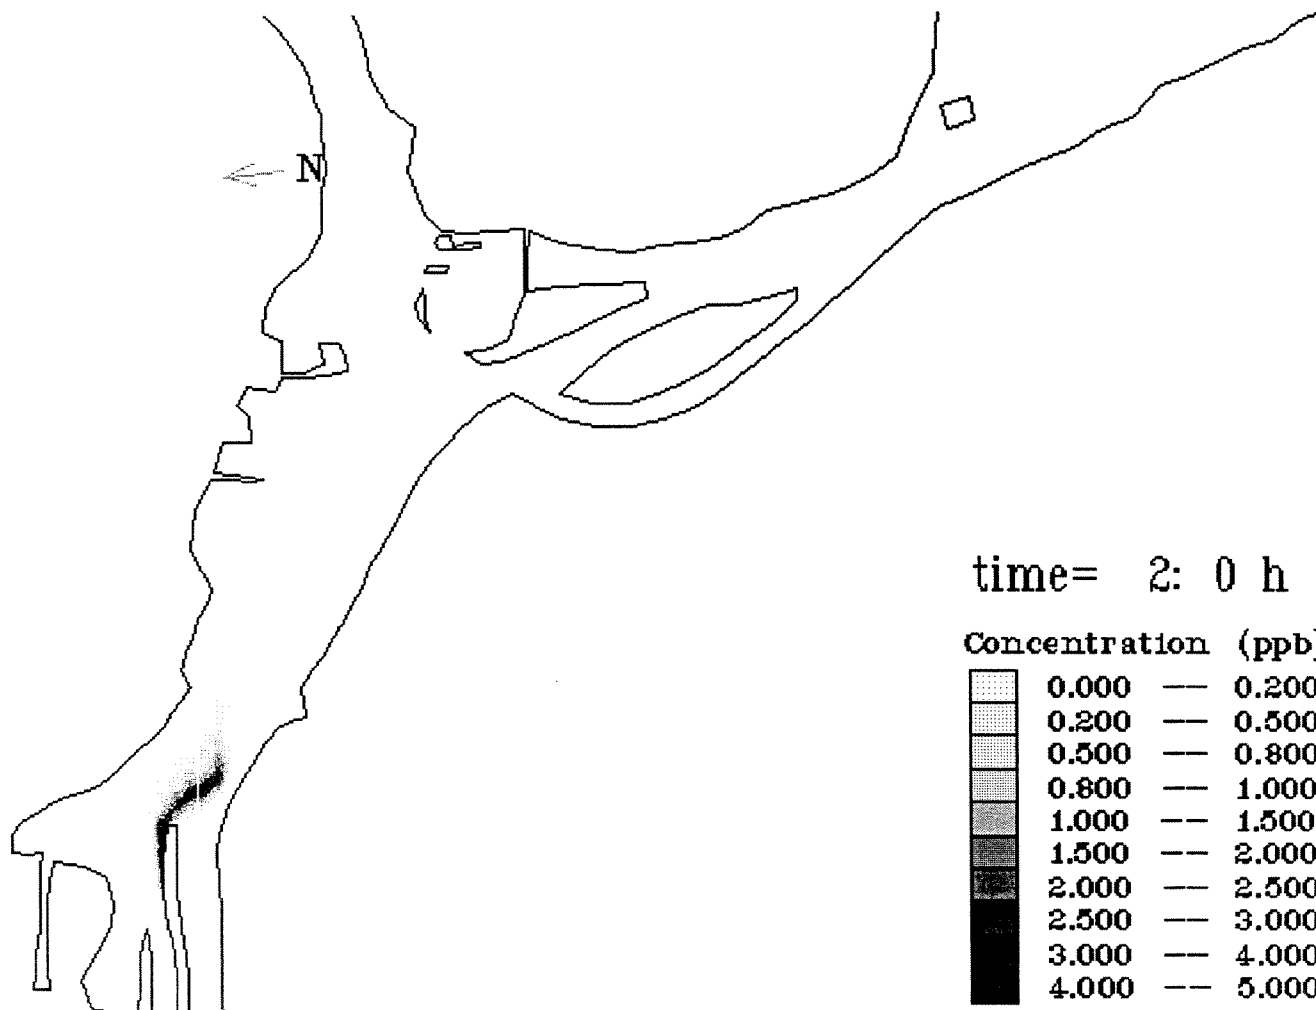 N
time= 2: 0 h
Concentration (ppb)
0.000 — 0.200
0.200 — 0.500
0.500 — 0.800
0.800 — 1.000
1.000 — 1.500
1.500 — 2.000
2.000 — 2.500
2.500 — 3.000
3.000 — 4.000
4.000 — 5.000